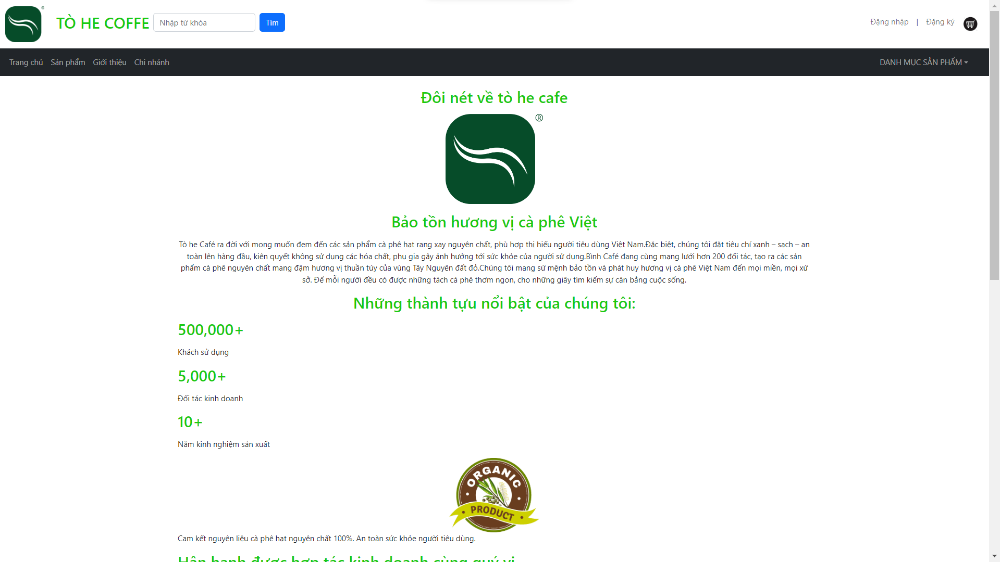 ®
TÒ HE COFFE
Nhập từ khóa
Tìm
Đăng nhập | Đặng ký
Trang chủ Sản phẩm Giới thiệu Chi nhánh
DANH MỤC SẢN PHẨM
Đôi nét về tò he cafe
®
Bảo tồn hương vị cà phê Việt
Tò he Café ra đời với mong muốn đem đến các sản phẩm cà phê hạt rang xay nguyên chất, phù hợp thị hiếu người tiêu dùng Việt Nam.Đặc biệt, chúng tôi đặt tiêu chí xanh – sạch – an
toàn lên hàng đầu, kiên quyết không sử dụng các hóa chất, phụ gia gây ảnh hưởng tới sức khỏe của người sử dụng.Bình Café đang cùng mạng lưới hơn 200 đối tác, tạo ra các sản
phẩm cà phê nguyên chất mang đậm hương vị thuần túy của vùng Tây Nguyên đất đỏ.Chúng tôi mang sứ mệnh bảo tồn và phát huy hương vị cà phê Việt Nam đến mọi miền, mọi xứ
sở. Để mỗi người đều có được những tách cà phê thơm ngon, cho những giây tìm kiếm sự cân bằng cuộc sống.
Những thành tựu nổi bật của chúng tôi:
500,000+
Khách sử dụng
5,000+
Đối tác kinh doanh
10+
Năm kinh nghiệm sản xuất
ORGANIC
PRODUCT
Cam kết nguyên liệu cà phê hạt nguyên chất 100%. An toàn sức khỏe người tiêu dùng.
Hân hạnh được hợp tác kinh doanh cùng quý vị